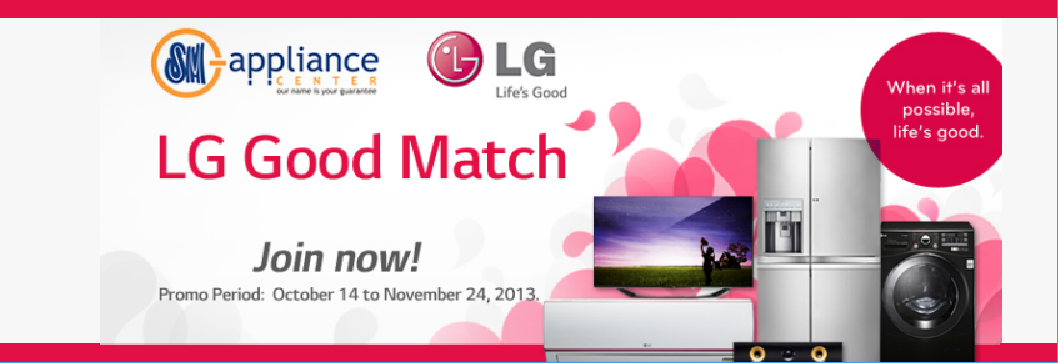 SM appliance
CENTER
our name is your guarantee
LG
Life's Good
When it's all
possible,
life's good.
LG Good Match
Join now!
Promo Period: October 14 to November 24, 2013.